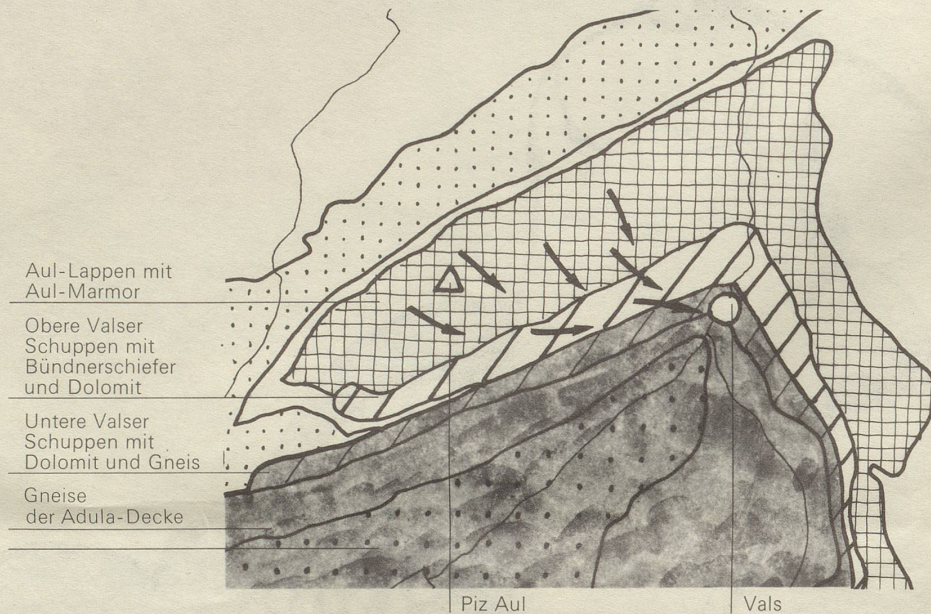 Aul-Lappen mit
Aul-Marmor
Obere Valser
Schuppen mit
Bündnerschiefer
und Dolomit
Untere Valser
Schuppen mit
Dolomit und Gneis
Gneise
der Adula-Decke
Piz Aul
Vals